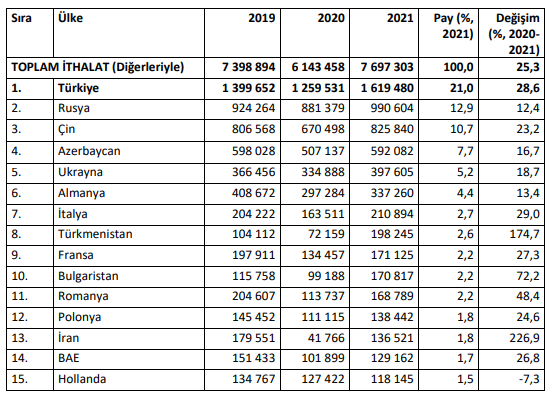 Sıra Ülke 2019 2020 2021 Pay (%, Değişim
2021) (%, 2020-
2021)
TOPLAM İTHALAT (Diğerleriyle) 7 398 894 6 143 458 7 697 303 100,0 25,3
1. Türkiye 1 399 652 1 259 531 1 619 480 21,0 28,6
2. Rusya 924 264 881 379 990 604 12,9 12,4
3. Çin 806 568 670 498 825 840 10,7 23,2
4. Azerbaycan 598 028 507 137 592 082 7,7 16,7
5. Ukrayna 366 456 334 888 397 605 5,2 18,7
6. Almanya 408 672 297 284 337 260 4,4 13,4
7. İtalya 204 222 163 511 210 894 2,7 29,0
8. Türkmenistan 104 112 72 159 198 245 2,6 174,7
9. Fransa 197 911 134 457 171 125 2,2 27,3
10. Bulgaristan 115 758 99 188 170 817 2,2 72,2
11. Romanya 204 607 113 737 168 789 2,2 48,4
12. Polonya 145 452 111 115 138 442 1,8 24,6
13. İran 179 551 41 766 136 521 1,8 226,9
14. BAE 151 433 101 899 129 162 1,7 26,8
15. Hollanda 134 767 127 422 118 145 1,5 -7,3